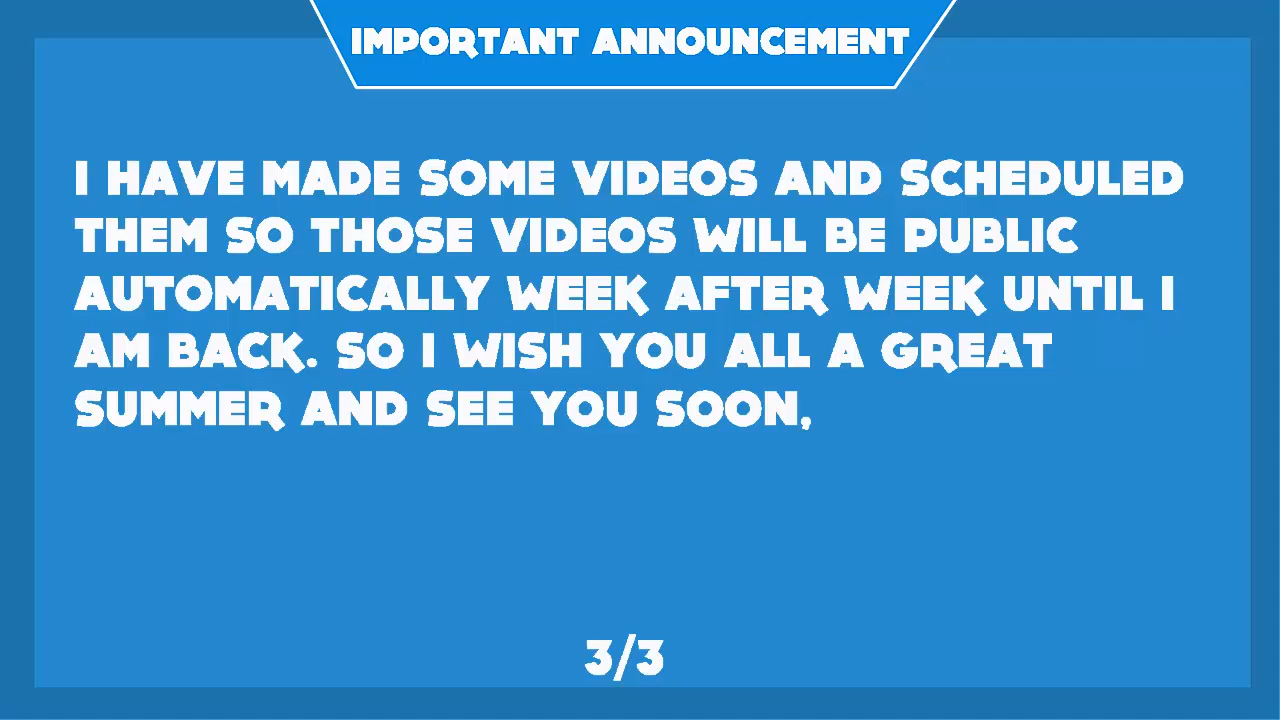 IMPORTANT ANNOUNCEMENT
I HAVE MADE SOME VIDEOS AND SCHEDULED
THEM SO THOSE VIDEOS WILL BE PUBLIC
AUTOMATICALLY WEEK AFTER WEEK UNTIL I
AM BACK. SO I WISH YOU ALL A GREAT
SUMMER AND SEE YOU SOON,
3/3